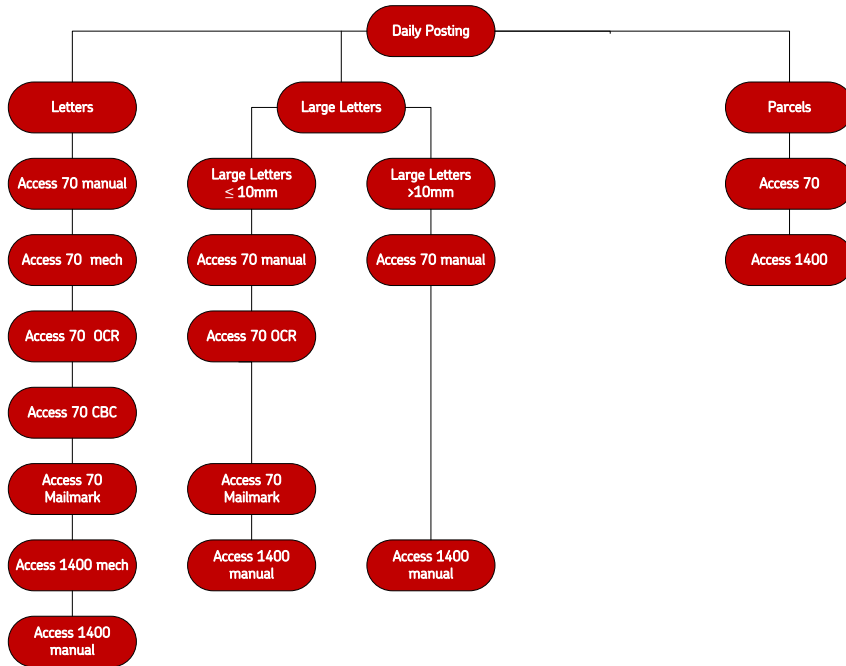 Daily Posting
Letters
Large Letters
Parcels
Access 70 manual
Large Letters
≤ 10mm
Large Letters
>10mm
Access 70
Access 70 mech
Access 70 manual
Access 70 manual
Access 1400
Access 70 OCR
Access 70 OCR
Access 70 CBC
Access 70
Mailmark
Access 70
Mailmark
Access 1400 mech
Access 1400
manual
Access 1400
manual
Access 1400
manual